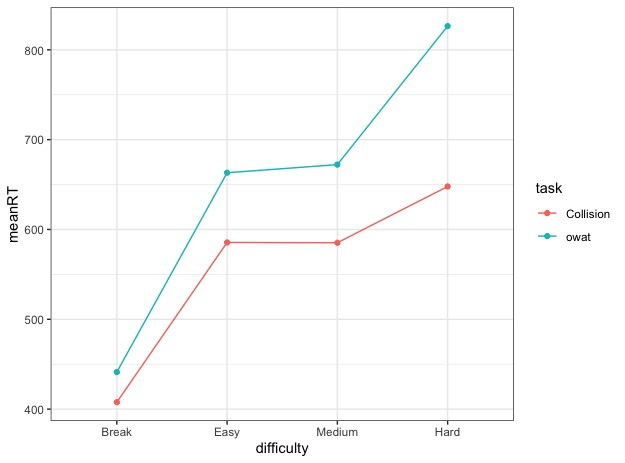 800
700
600
500
400
meanRT
Break Easy Medium Hard
difficulty
task
Collision
owat